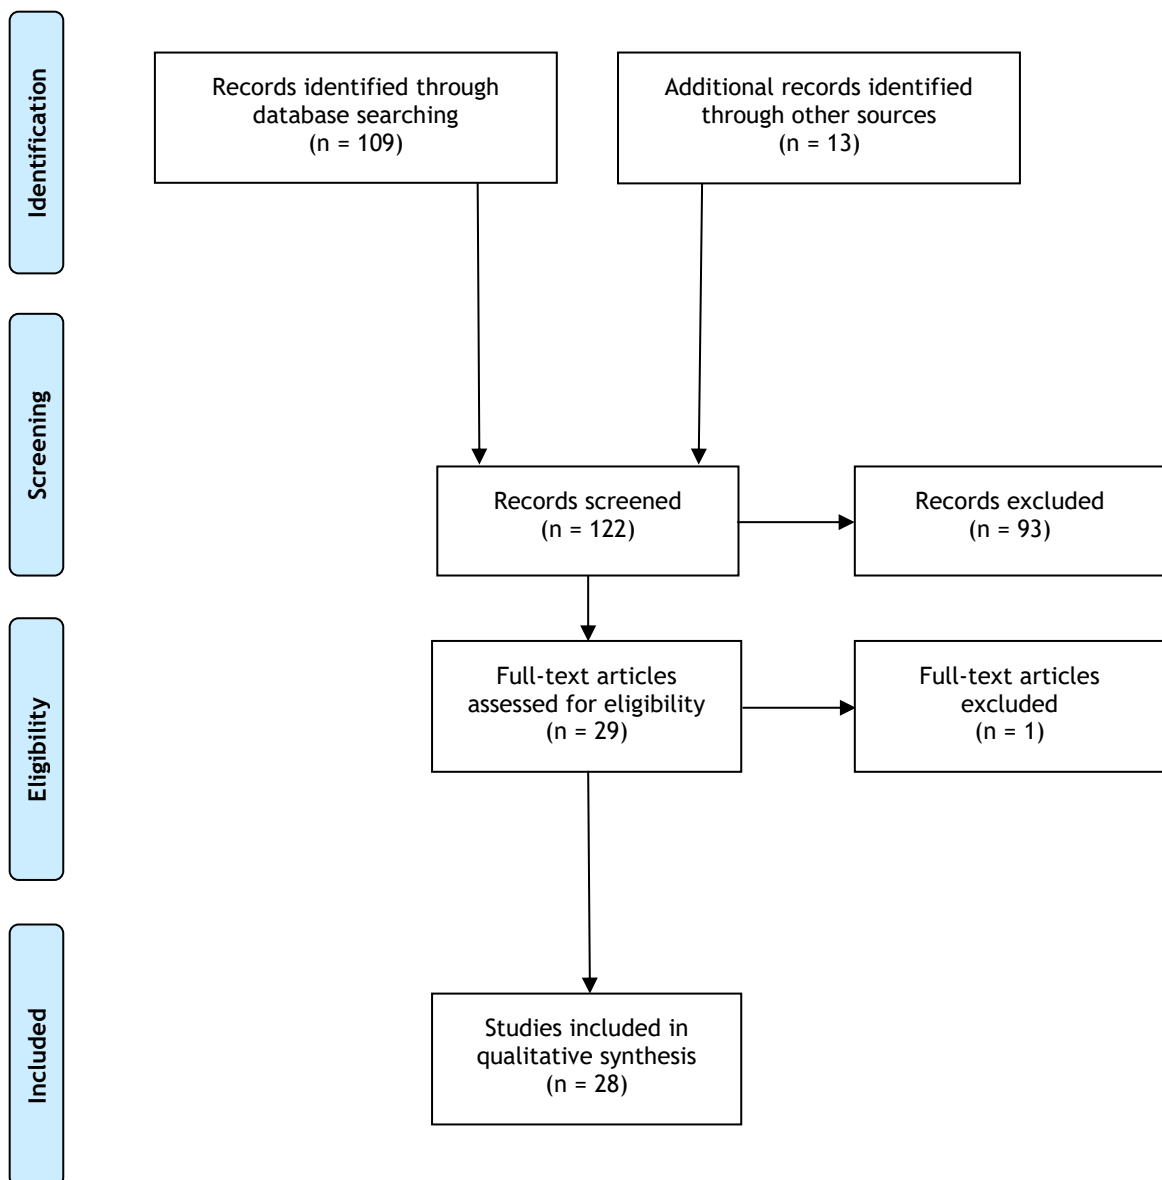 Identification
Records identified through
database searching
(n = 109)
Additional records identified
through other sources
(n = 13)
Screening
Records screened
(n = 122)
Records excluded
(n = 93)
Eligibility
Full-text articles
assessed for eligibility
(n = 29)
Full-text articles
excluded
(n = 1)
Included
Studies included in
qualitative synthesis
(n = 28)